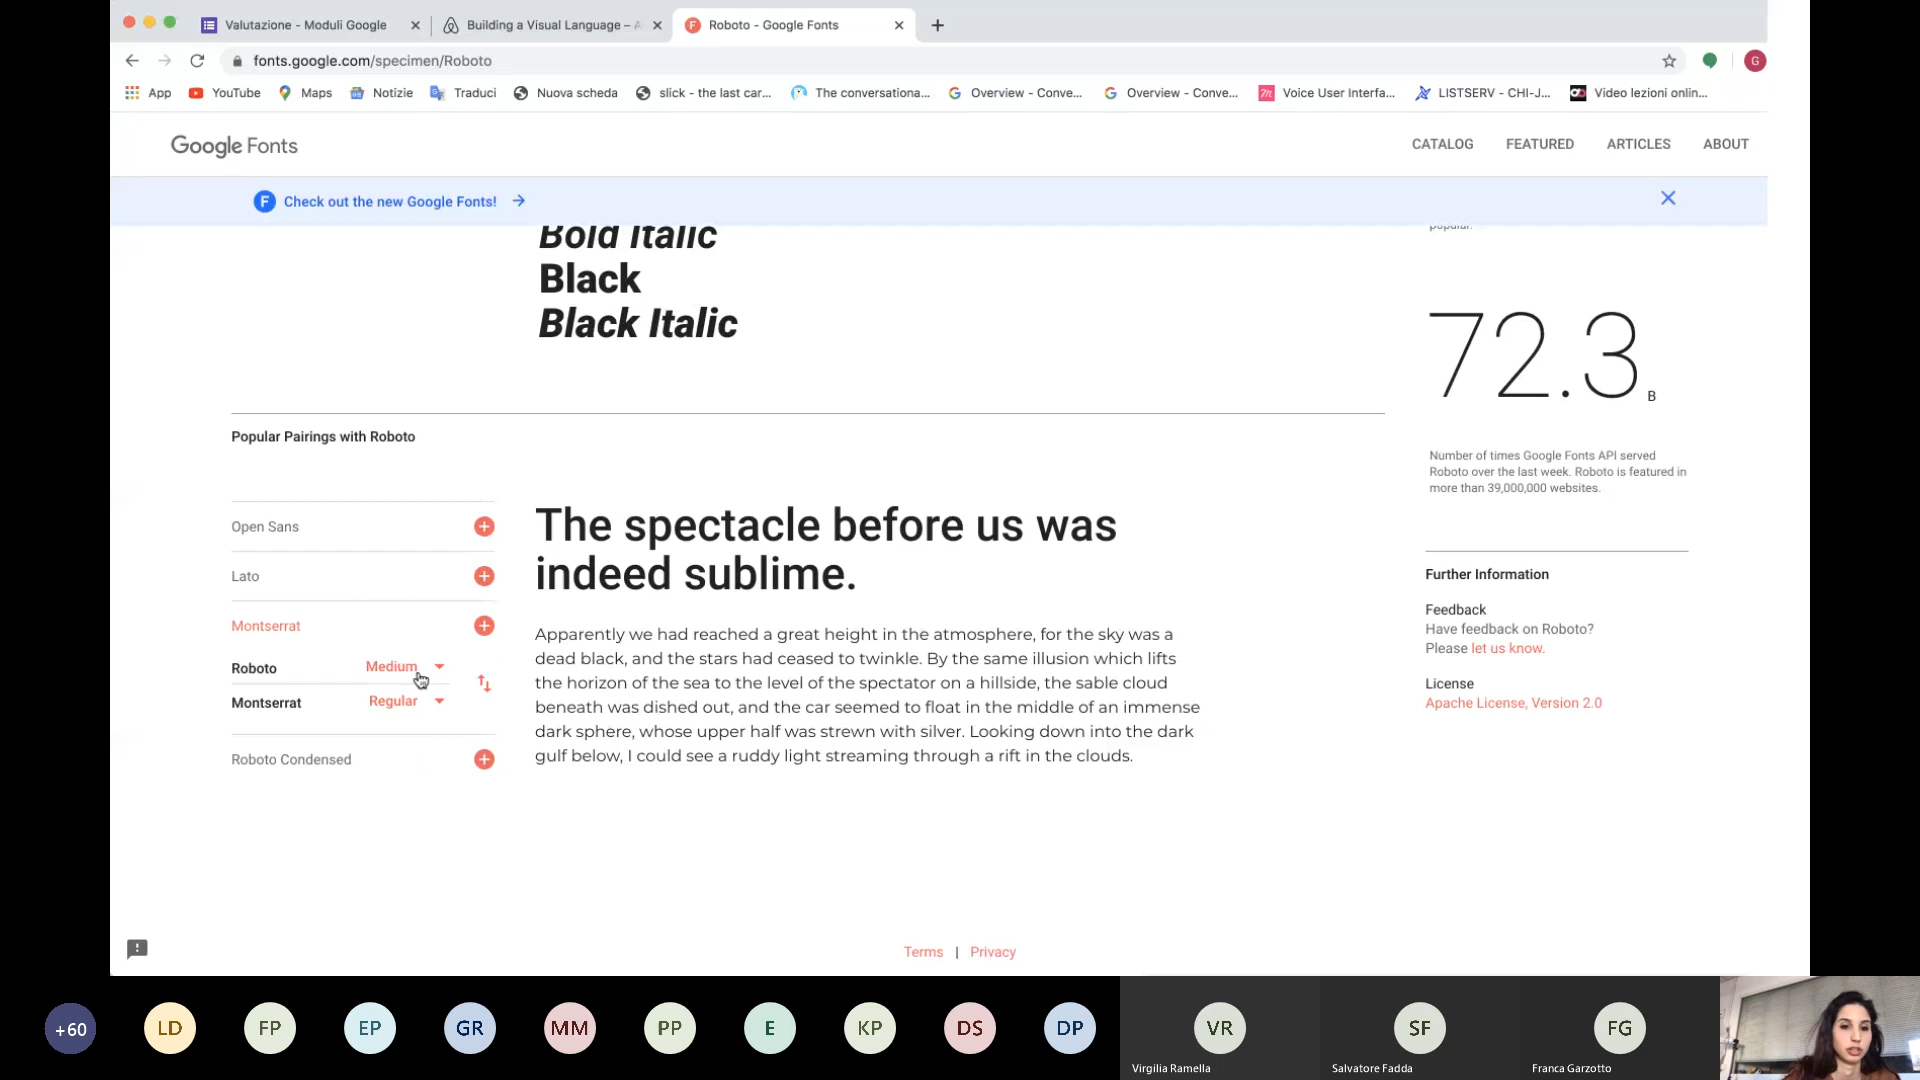 Valutazione - Moduli Google
Building a Visual Language – A
Roboto - Google Fonts
fonts.google.com/specimen/Roboto
G
App YouTube Maps Notizie Traduci Nuova scheda slick - the last car... The conversationa... Overview - Conve... Overview - Conve... Voice User Interfa... LISTSERV - CHI-J... Video lezioni onlin...
Google Fonts
CATALOG FEATURED ARTICLES ABOUT
F Check out the new Google Fonts! →
Bold Italic
Black
Black Italic
popular.
72.3 B
Number of times Google Fonts API served
Roboto over the last week. Roboto is featured in
more than 39,000,000 websites.
Popular Pairings with Roboto
Open Sans
Lato
Montserrat
Roboto Medium
Montserrat Regular
Roboto Condensed
The spectacle before us was
indeed sublime.
Apparently we had reached a great height in the atmosphere, for the sky was a
dead black, and the stars had ceased to twinkle. By the same illusion which lifts
the horizon of the sea to the level of the spectator on a hillside, the sable cloud
beneath was dished out, and the car seemed to float in the middle of an immense
dark sphere, whose upper half was strewn with silver. Looking down into the dark
gulf below, I could see a ruddy light streaming through a rift in the clouds.
Further Information
Feedback
Have feedback on Roboto?
Please let us know.
License
Apache License, Version 2.0
Terms | Privacy
+60 LD FP EP GR MM PP E KP DS DP VR SF FG
Virgilia Ramella Salvatore Fadda Franca Garzotto